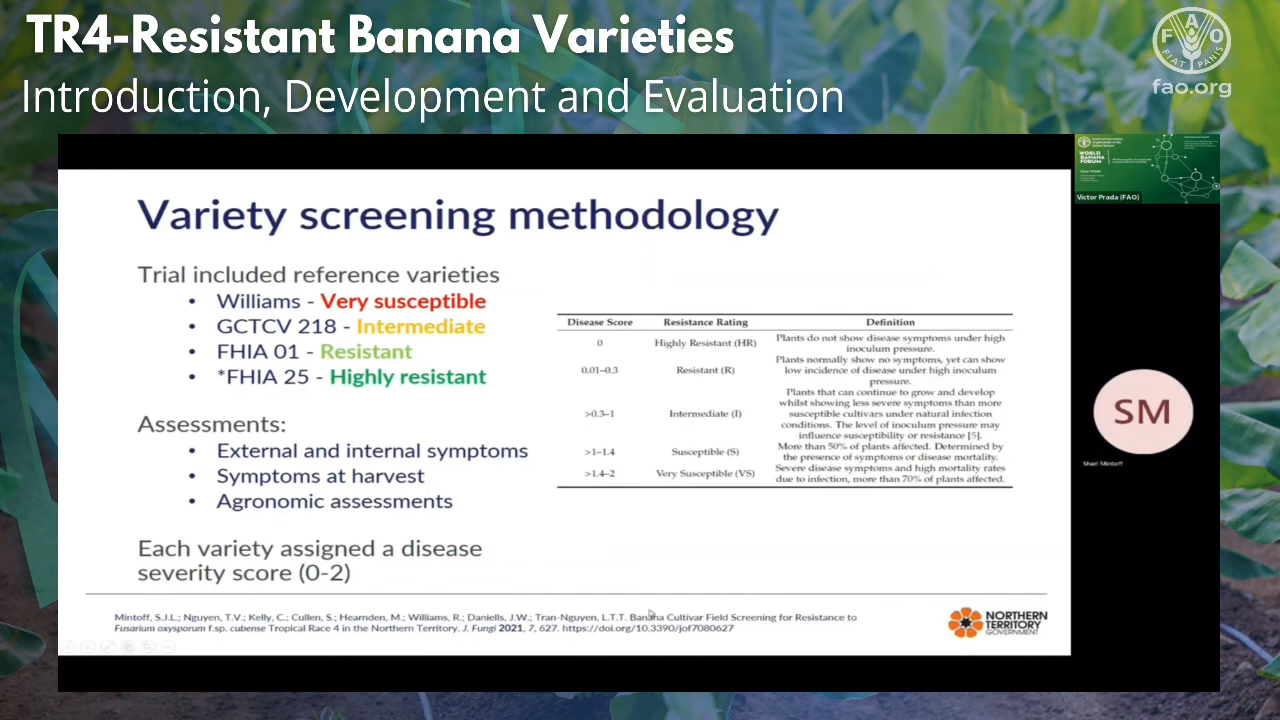 TR4-Resistant Banana Varieties
Introduction, Development and Evaluation
F A O
FIAT PANIS
fao.org
Variety screening methodology
Trial included reference varieties
• Williams - Very susceptible
• GCTCV 218 - Intermediate
• FHIA 01 - Resistant
• *FHIA 25 - Highly resistant
Assessments:
• External and internal symptoms
• Symptoms at harvest
• Agronomic assessments
Each variety assigned a disease
severity score (0-2)
Disease Score Resistance Rating Definition
0 Highly Resistant (HR) Plants do not show disease symptoms under high
inoculum pressure.
0.01–0.3 Resistant (R) Plants normally show no symptoms, yet can show
low incidence of disease under high inoculum
pressure.
>0.3–1 Intermediate (I) Plants that can continue to grow and develop
whilst showing less severe symptoms than more
susceptible cultivars under natural infection
conditions. The level of inoculum pressure may
influence susceptibility or resistance [5].
>1–1.4 Susceptible (S) More than 50% of plants affected. Determined by
the presence of symptoms or disease mortality.
>1.4–2 Very Susceptible (VS) Severe disease symptoms and high mortality rates
due to infection, more than 70% of plants affected.
Mintoff, S.J.L.; Nguyen, T.V.; Kelly, C.; Cullen, S.; Hearnden, M.; Williams, R.; Daniells, J.W.; Tran-Nguyen, L.T.T. Banana Cultivar Field Screening for Resistance to
Fusarium oxysporum f.sp. cubense Tropical Race 4 in the Northern Territory. J. Fungi 2021, 7, 627. https://doi.org/10.3390/jof7080627
NORTHERN
TERRITORY
GOVERNMENT
WORLD
BANANA
FORUM
Victor Prada (FAO)
SM
Sharl Mintoff